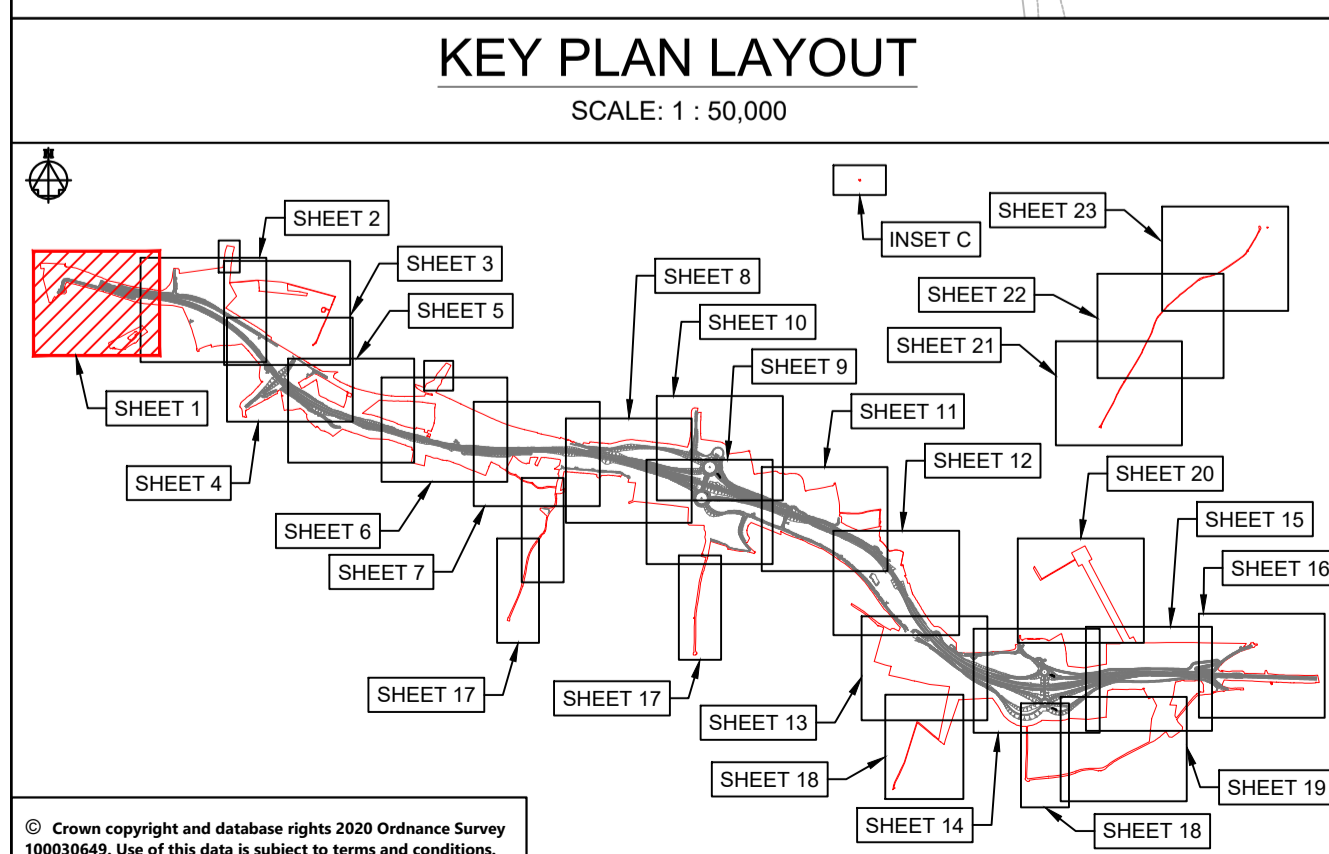 KEY PLAN LAYOUT
SCALE: 1 : 50,000
N
SHEET 2
SHEET 3
SHEET 5
SHEET 1
SHEET 4
SHEET 6
SHEET 7
SHEET 17
SHEET 8
SHEET 10
SHEET 9
SHEET 11
SHEET 12
INSET C
SHEET 23
SHEET 22
SHEET 21
SHEET 20
SHEET 15
SHEET 16
SHEET 17
SHEET 13
SHEET 18
SHEET 14
SHEET 18
SHEET 19
© Crown copyright and database rights 2020 Ordnance Survey
100030649. Use of this data is subject to terms and conditions.